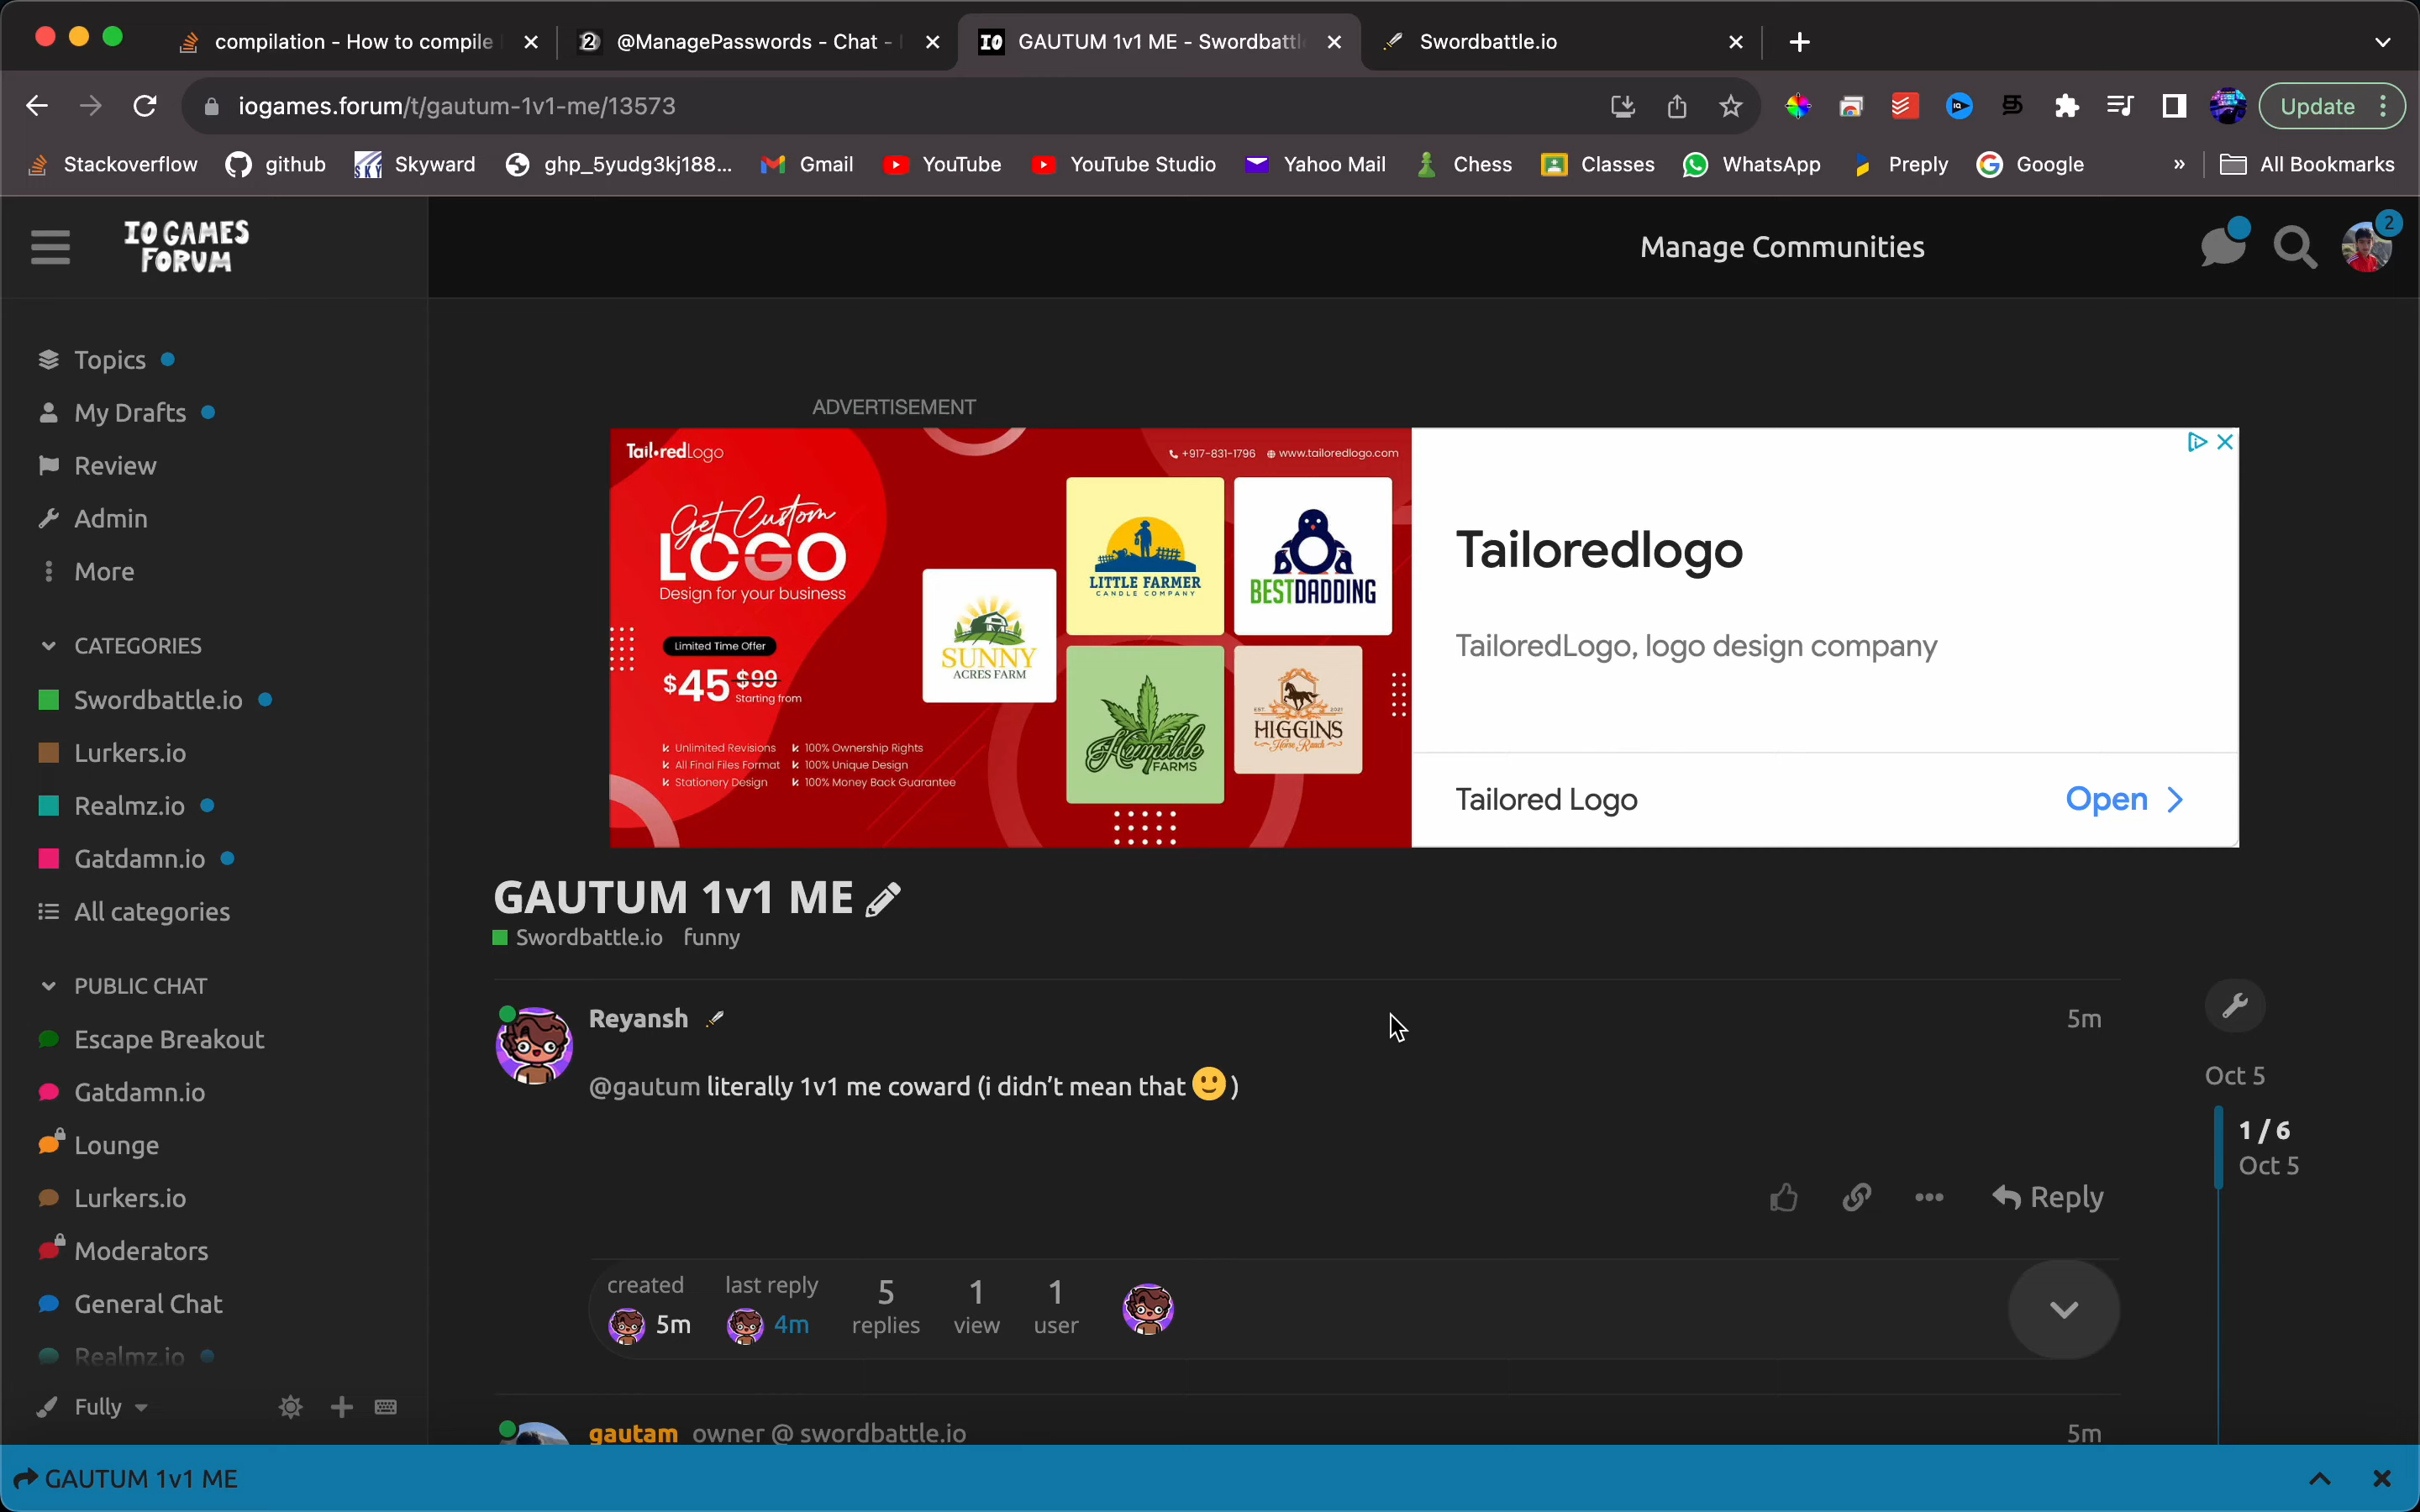 compilation - How to compile
@ManagePasswords - Chat -
IO GAUTUM 1v1 ME - Swordbattl
Swordbattle.io
iogames.forum/t/gautum-1v1-me/13573
Update
Stackoverflow
github
Skyward
ghp_5yudg3kj188...
Gmail
YouTube
YouTube Studio
Yahoo Mail
Chess
Classes
WhatsApp
Preply
Google
»
All Bookmarks
IO GAMES
FORUM
Manage Communities
2
Topics
My Drafts
Review
Admin
More
CATEGORIES
Swordbattle.io
Lurkers.io
Realmz.io
Gatdamn.io
All categories
PUBLIC CHAT
Escape Breakout
Gatdamn.io
Lounge
Lurkers.io
Moderators
General Chat
Realmz.io
Fully
ADVERTISEMENT
Tail•redLogo
+917-831-1796 www.tailoredlogo.com
Get Custom
LOGO
Design for your business
Limited Time Offer
$45 $99
Starting from
Unlimited Revisions
100% Ownership Rights
All Final Files Format
100% Unique Design
Stationery Design
100% Money Back Guarantee
SUNNY
ACRES FARM
LITTLE FARMER
CANDLE COMPANY
BESTDADDING
Humilde
FARMS
EST. 2021
HIGGINS
Horse Ranch
Tailoredlogo
TailoredLogo, logo design company
Tailored Logo
Open
GAUTUM 1v1 ME
Swordbattle.io funny
Reyansh
5m
@gautum literally 1v1 me coward (i didn't mean that 🙂 )
Reply
created
5m
last reply
4m
5
replies
1
view
1
user
Oct 5
1 / 6
Oct 5
gautam owner @ swordbattle.io
5m
GAUTUM 1v1 ME